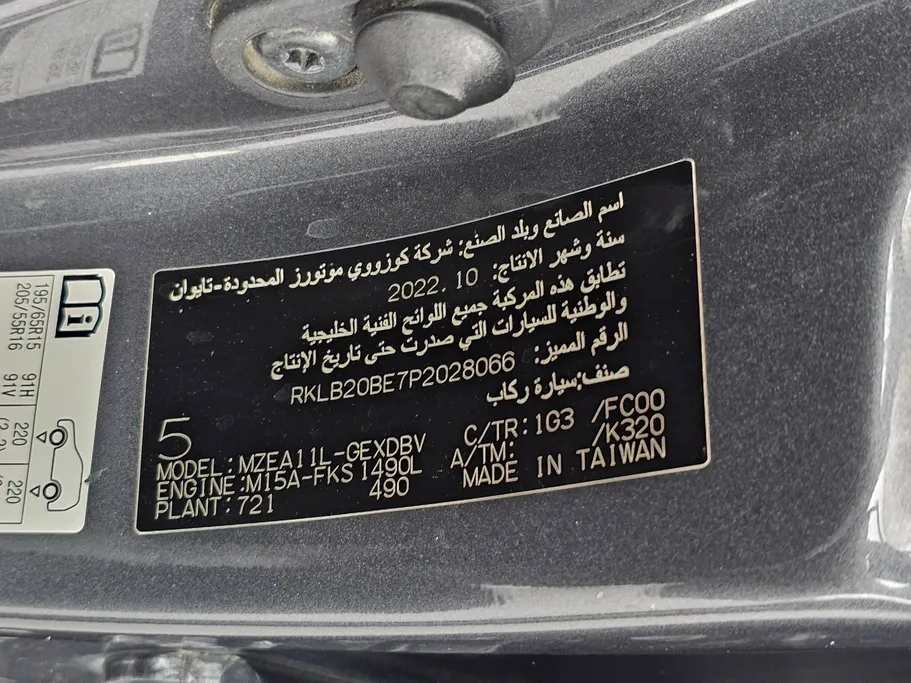 اسم الصانع وبلد الصنع: شركة كوزووي موتورز المحدودة-تايوان
سنة وشهر الانتاج: 2022.10
تطابق هذه المركبة جميع اللوائح الفنية الخليجية
والوطنية للسيارات التي صدرت حتى تاريخ الإنتاج
الرقم المميز: RKLB20BE7P2028066
صنف:سيارة ركاب
5
MODEL:MZEA11L-GEXDBV C/TR:1G3 /FC00
ENGINE:M15A-FKS 1490L A/TM: /K320
PLANT:721 490 MADE IN TAIWAN
195/65R15 91H 220
205/55R16 91V 220